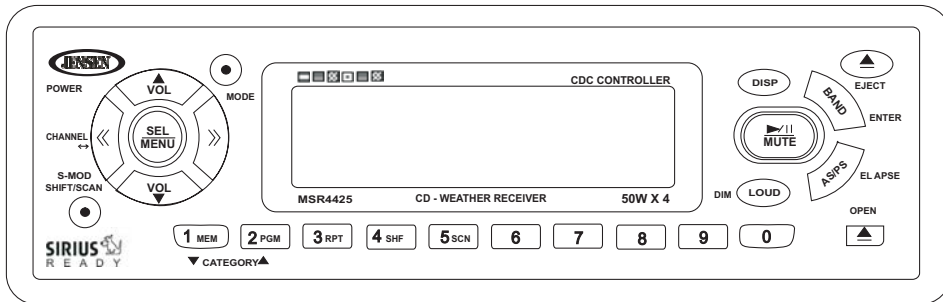 JENSEN
POWER
VOL
MODE
CHANNEL
SEL
MENU
S-MOD
SHIFT/SCAN
VOL
SIRIUS
READY
CDC CONTROLLER
MSR4425
CD - WEATHER RECEIVER
50W X 4
DISP
EJECT
BAND
ENTER
MUTE
AS/PS
ELAPSE
DIM
LOUD
OPEN
1 MEM
2 PGM
3 RPT
4 SHF
5 SCN
6
7
8
9
0
CATEGORY